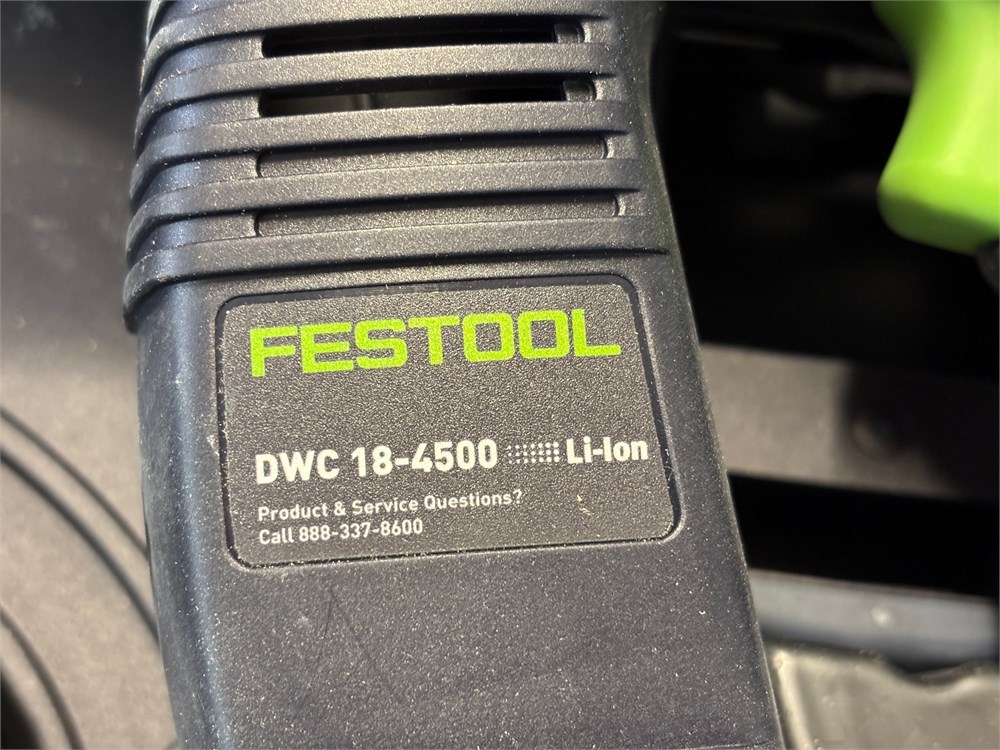 FESTOOL
DWC 18-4500 Li-Ion
Product & Service Questions?
Call 888-337-8600